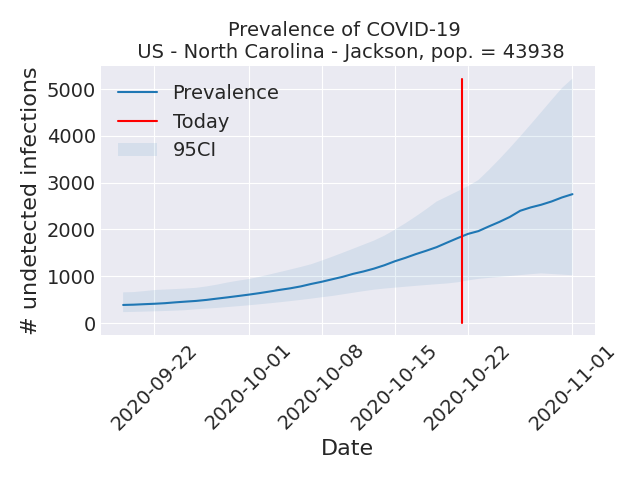 Prevalence of COVID-19
US - North Carolina - Jackson, pop. = 43938
# undetected infections
5000
4000
3000
2000
1000
0
Prevalence
Today
95CI
2020-09-22
2020-10-01
2020-10-08
2020-10-15
2020-10-22
2020-11-01
Date